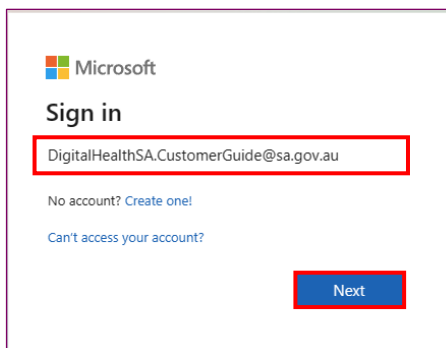 Microsoft
Sign in
DigitalHealthSA.CustomerGuide@sa.gov.au
No account? Create one!
Can't access your account?
Next